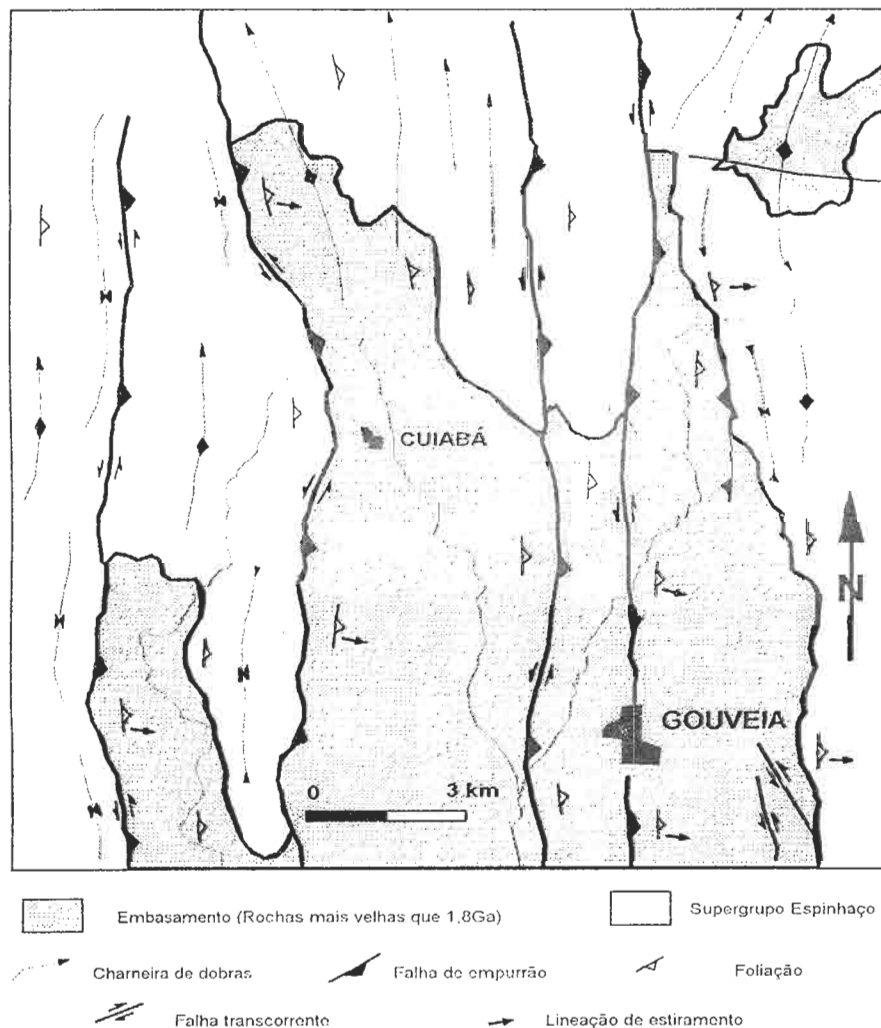 CUIABÁ
N
GOUVEIA
0 3 km
Embasamento (Rochas mais velhas que 1,8Ga)
Supergrupo Espinhaço
Charneira de dobras
Falha de empurrão
Foliação
Falha transcorrente
Lineação de estiramento